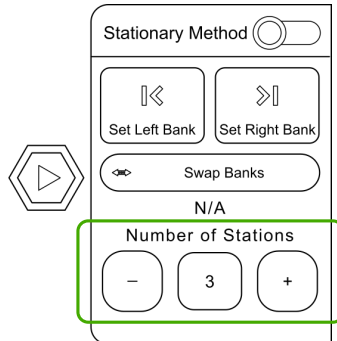 Stationary Method
Set Left Bank Set Right Bank
Swap Banks
N/A
Number of Stations
– 3 +